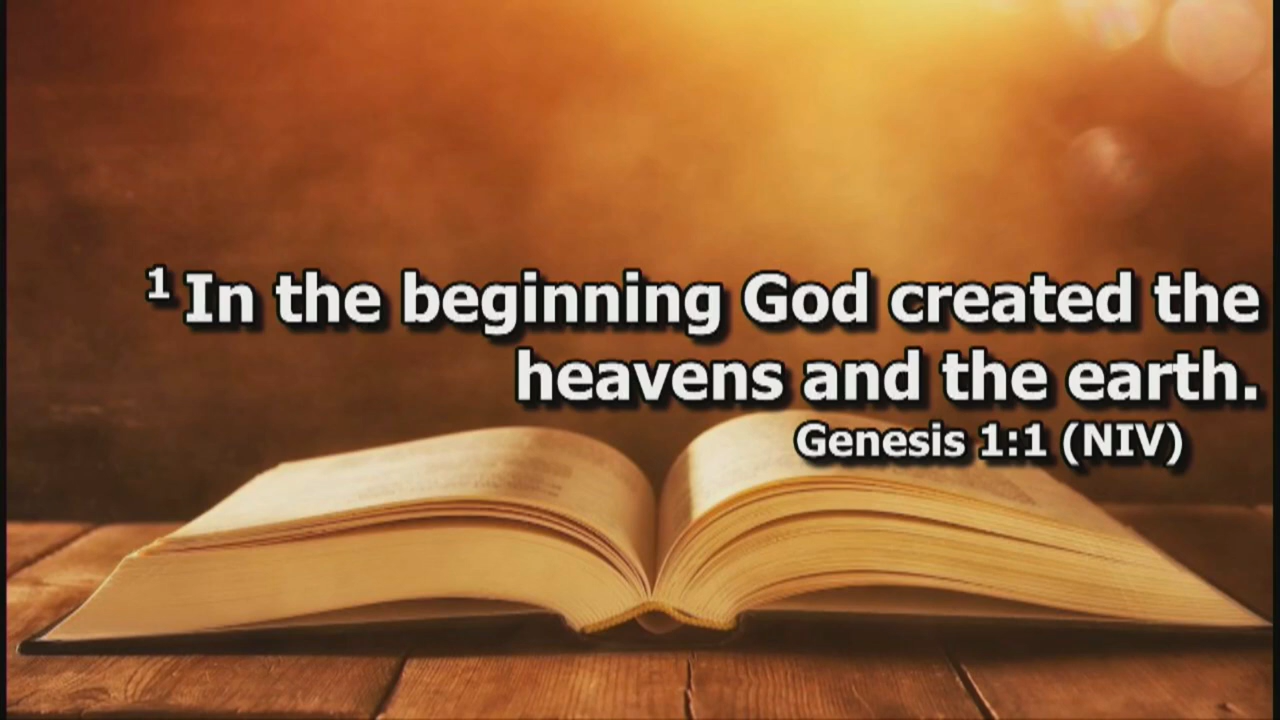 1 In the beginning God created the
heavens and the earth.
Genesis 1:1 (NIV)